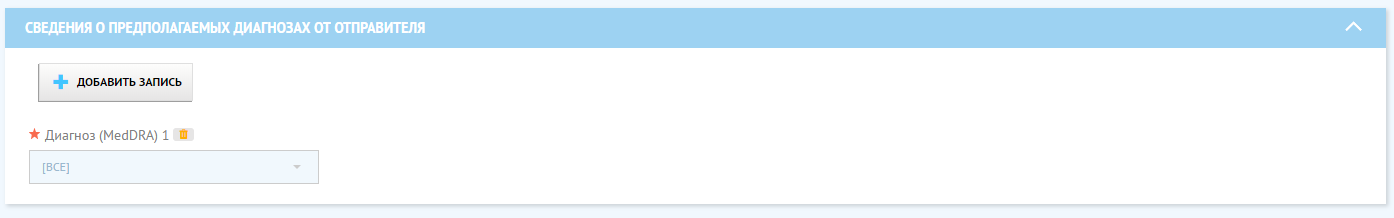 СВЕДЕНИЯ О ПРЕДПОЛАГАЕМЫХ ДИАГНОЗАХ ОТ ОТПРАВИТЕЛЯ
ДОБАВИТЬ ЗАПИСЬ
Диагноз (MedDRA) 1
[ВСЕ]